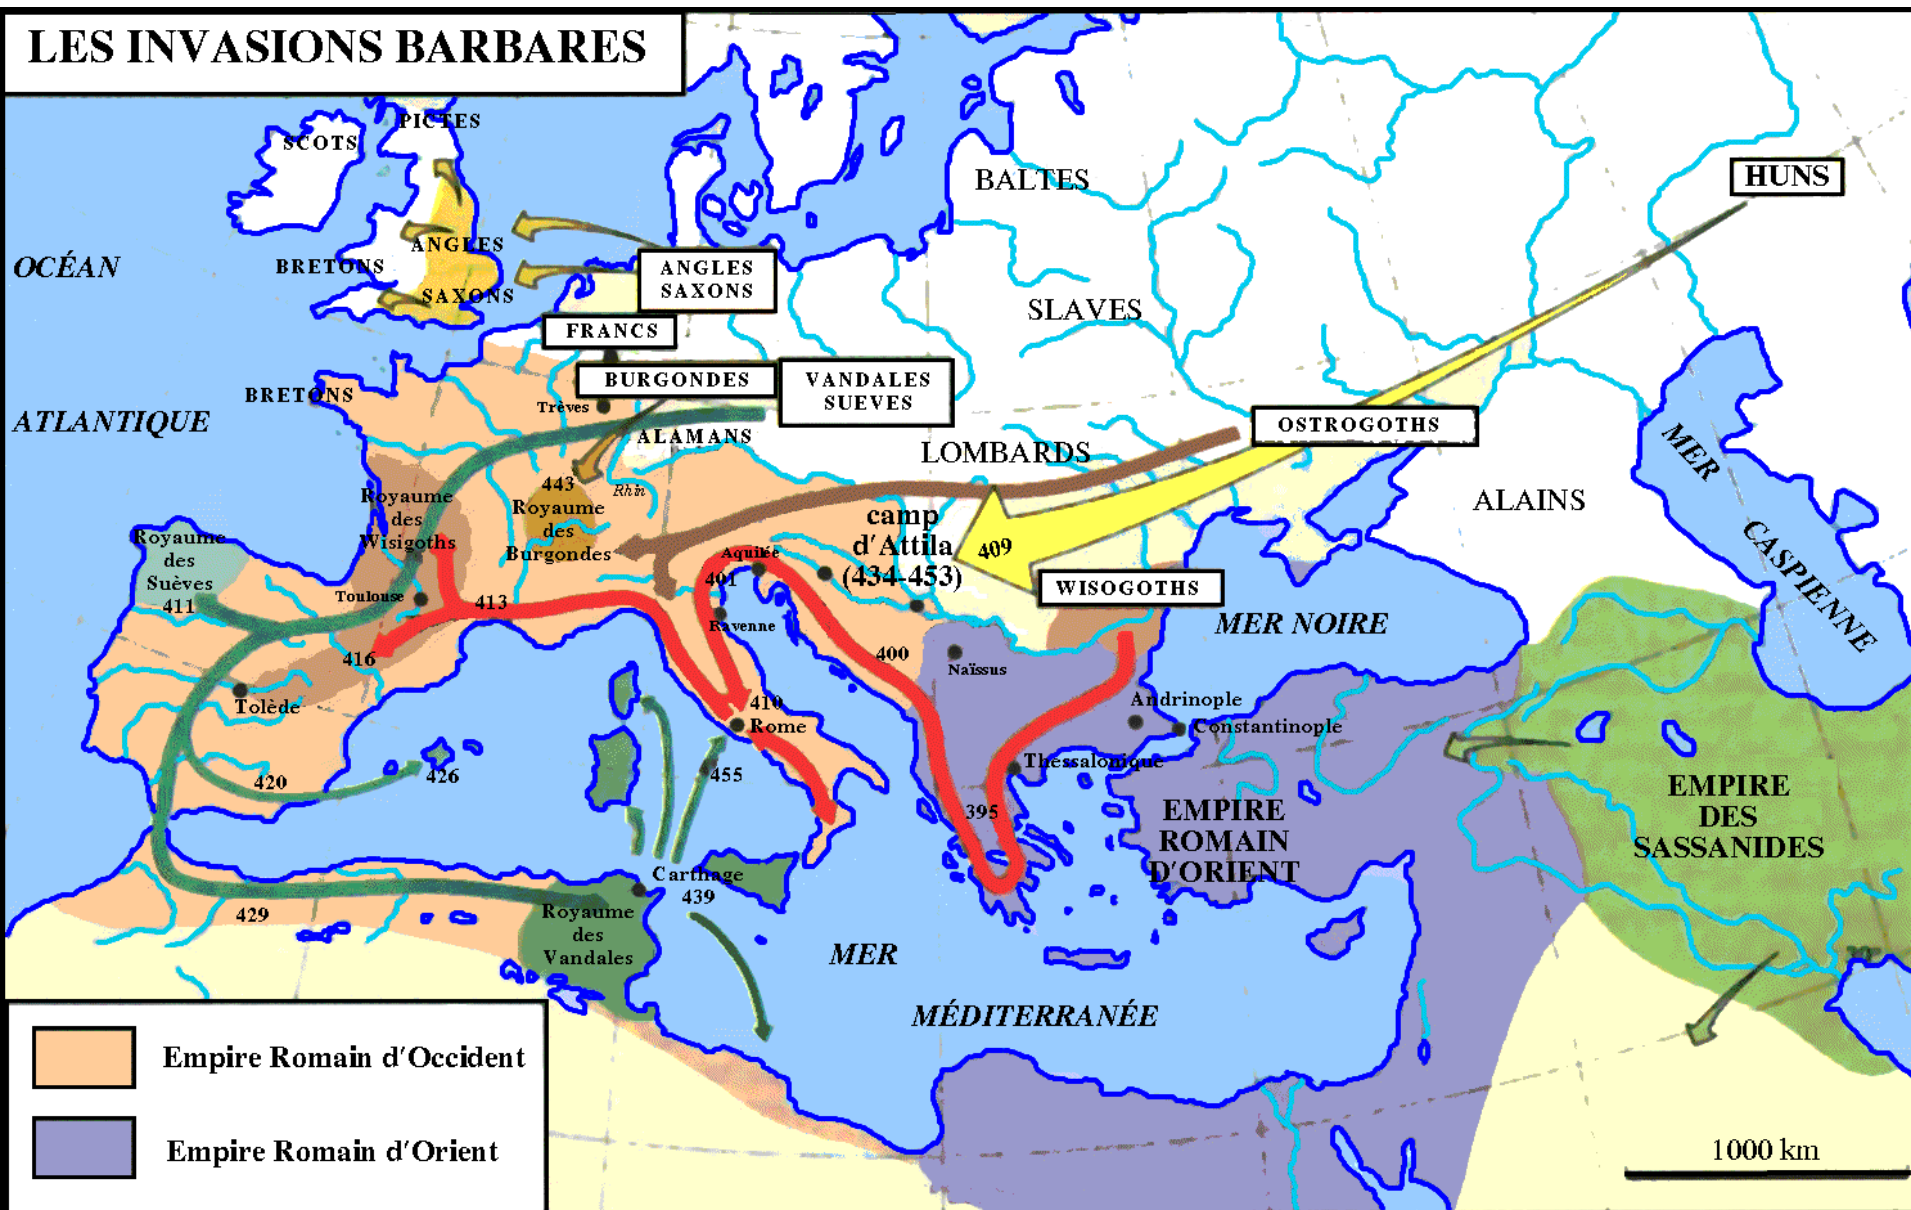 LES INVASIONS BARBARES
PICTES
SCOTS
HUNS
BALTES
ANGLES
BRETONS
SAXONS
OCÉAN
ANGLES
SAXONS
SLAVES
FRANCS
BURGONDES
VANDALES
SUEVES
BRETONS
Trèves
ATLANTIQUE
ALAMANS
OSTROGOTHS
LOMBARDS
MER
CASPIENNE
443
Royaume
des
Burgondes
Rhin
Royaume
des
Wisigoths
ALAINS
camp
d'Attila
(434-453)
409
Royaume
des
Suèves
411
Aquilée
401
WISOGOTHS
Toulouse
413
Ravenne
MER NOIRE
416
400
Naïssus
Tolède
410
Rome
Andrinople
Constantinople
Thessalonique
420
426
455
395
EMPIRE
ROMAIN
D'ORIENT
EMPIRE
DES
SASSANIDES
Carthage
439
429
Royaume
des
Vandales
MER
MÉDITERRANÉE
Empire Romain d'Occident
Empire Romain d'Orient
1000 km